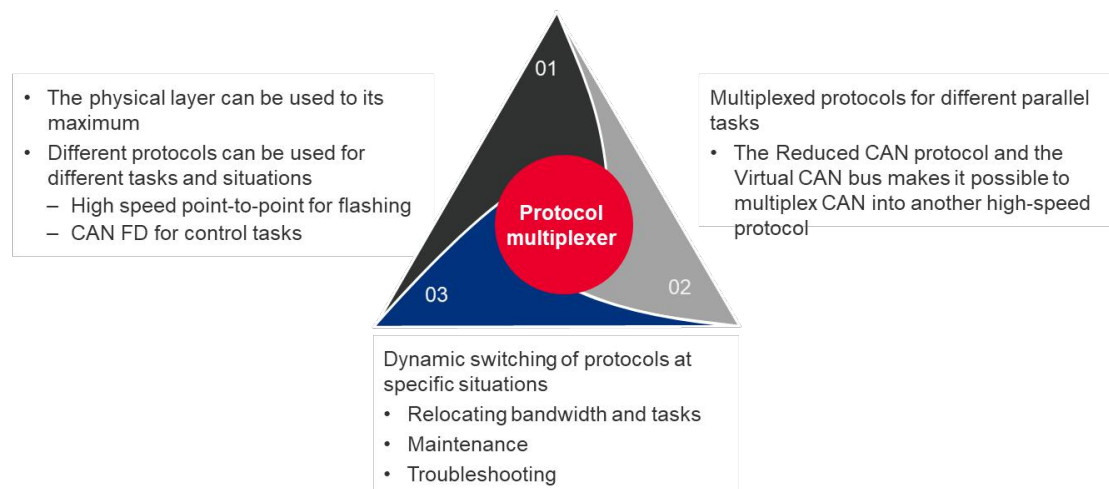 01
• The physical layer can be used to its
maximum
• Different protocols can be used for
different tasks and situations
– High speed point-to-point for flashing
– CAN FD for control tasks
Multiplexed protocols for different parallel
tasks
• The Reduced CAN protocol and the
Virtual CAN bus makes it possible to
multiplex CAN into another high-speed
protocol
Protocol
multiplexer
03
02
Dynamic switching of protocols at
specific situations
• Relocating bandwidth and tasks
• Maintenance
• Troubleshooting